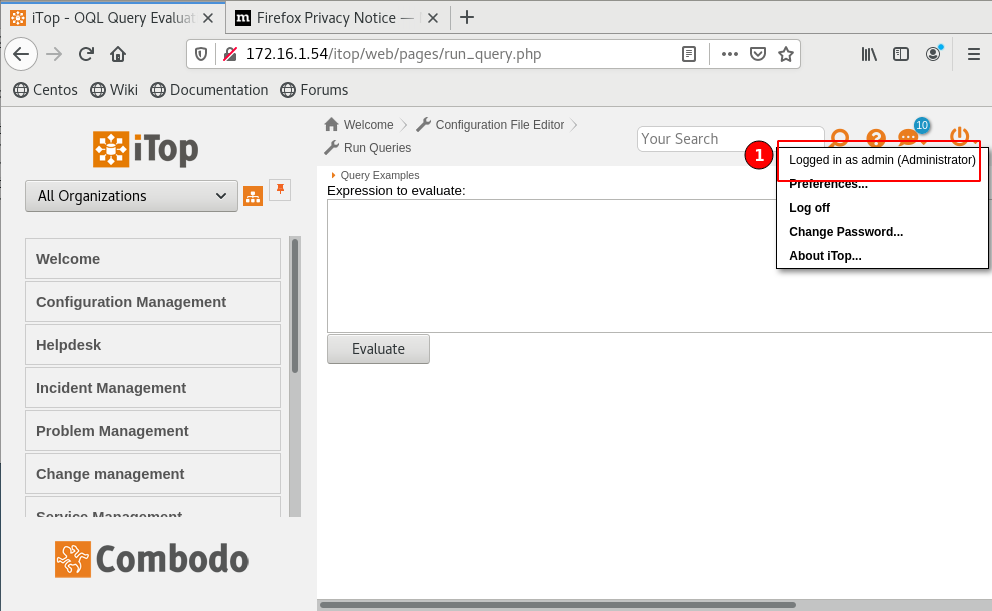 iTop - OQL Query Evaluat
Firefox Privacy Notice —
172.16.1.54/itop/web/pages/run_query.php
Centos
Wiki
Documentation
Forums
iTop
All Organizations
Welcome
Configuration Management
Helpdesk
Incident Management
Problem Management
Change management
Service Management
Combodo
Welcome
Configuration File Editor
Run Queries
Your Search
10
1
Logged in as admin (Administrator)
Preferences...
Log off
Change Password...
About iTop...
Query Examples
Expression to evaluate:
Evaluate